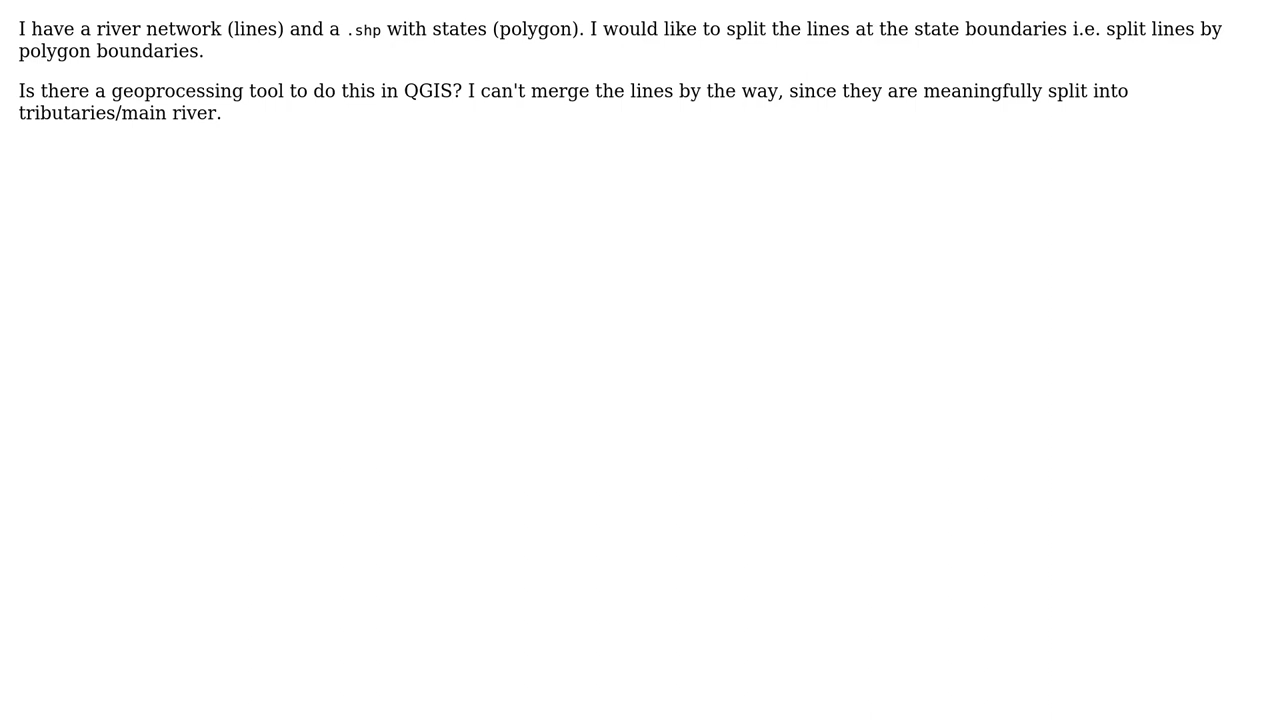 I have a river network (lines) and a .shp with states (polygon). I would like to split the lines at the state boundaries i.e. split lines by
polygon boundaries.
Is there a geoprocessing tool to do this in QGIS? I can't merge the lines by the way, since they are meaningfully split into
tributaries/main river.